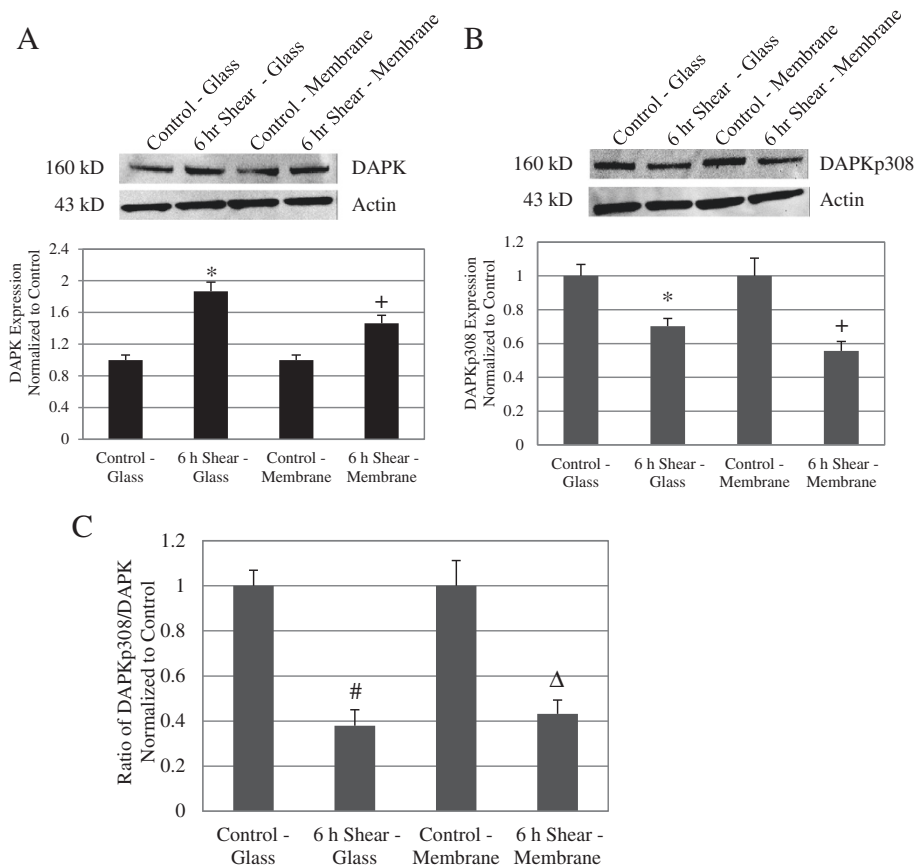 A
Control - Glass
6 hr Shear - Glass
Control - Membrane
6 hr Shear - Membrane
160 kD
DAPK
43 kD
Actin
DAPK Expression
Normalized to Control
2.4
2
1.6
1.2
0.8
0.4
0
*
+
Control -
Glass
6 h Shear -
Glass
Control -
Membrane
6 h Shear -
Membrane
B
Control - Glass
6 hr Shear - Glass
Control - Membrane
6 hr Shear - Membrane
160 kD
DAPKp308
43 kD
Actin
DAPKp308 Expression
Normalized to Control
1.2
1
0.8
0.6
0.4
0.2
0
*
+
Control -
Glass
6 h Shear -
Glass
Control -
Membrane
6 h Shear -
Membrane
C
Ratio of DAPKp308/DAPK
Normalized to Control
1.2
1
0.8
0.6
0.4
0.2
0
#
Δ
Control -
Glass
6 h Shear -
Glass
Control -
Membrane
6 h Shear -
Membrane